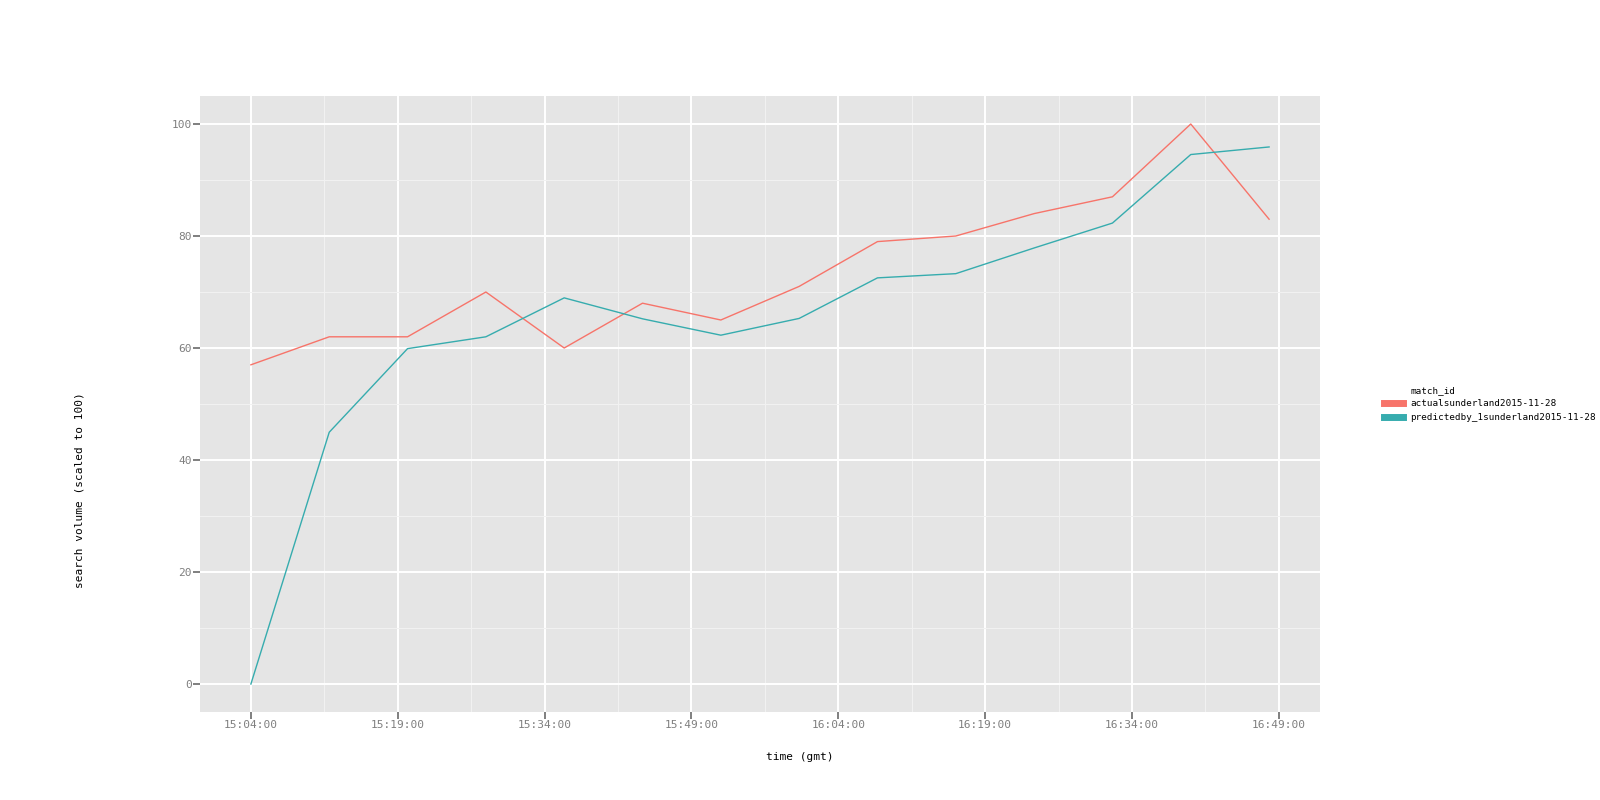 100
80
60
40
20
0
search volume (scaled to 100)
15:04:00 15:19:00 15:34:00 15:49:00 16:04:00 16:19:00 16:34:00 16:49:00
time (gmt)
match_id
actualsunderland2015-11-28
predictedby_1sunderland2015-11-28